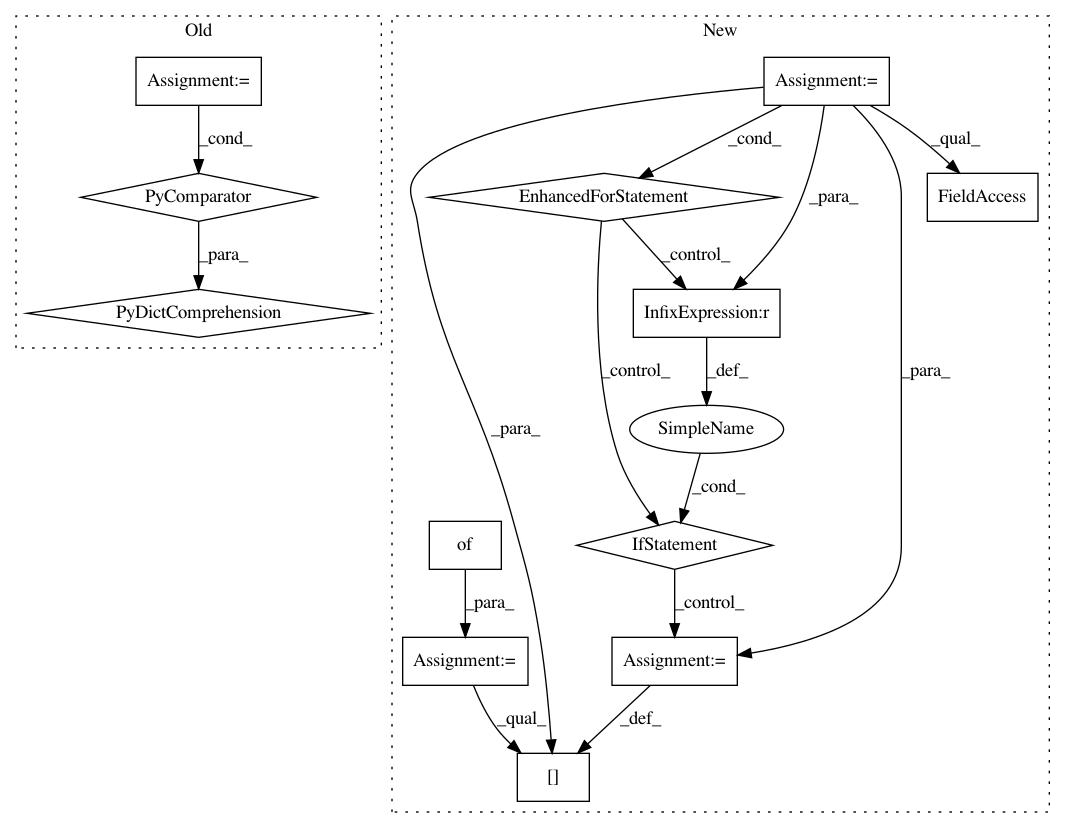 Old
New
Assignment:=
Assignment:=
_cond_
_cond_
_qual_
PyComparator
EnhancedForStatement
_para_
FieldAccess
_para_
_control_
PyDictComprehension
InfixExpression:r
_control_
_def_
_para_
_para_
SimpleName
_cond_
of
IfStatement
_para_
_control_
Assignment:=
Assignment:=
_qual_
_def_
[]